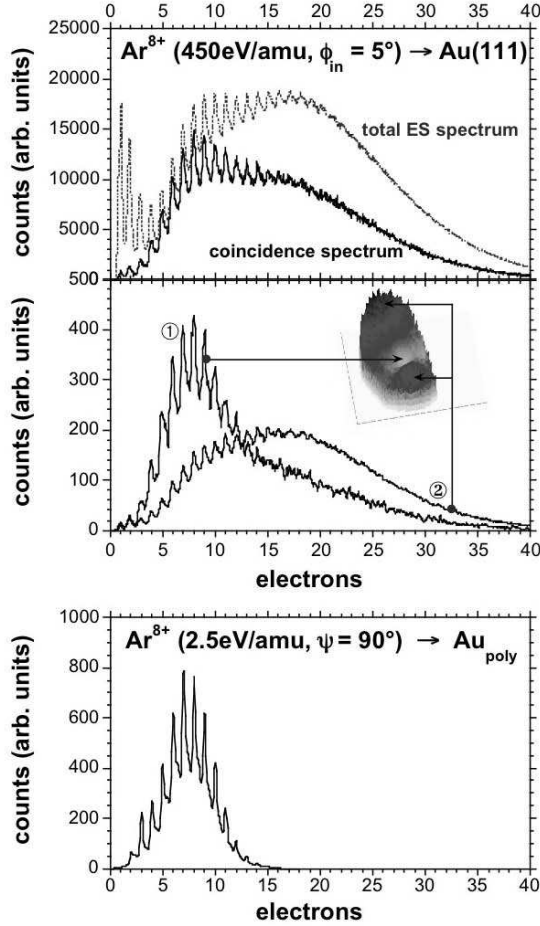 Ar8+ (450eV/amu, ϕin = 5°) → Au(111)
25000
20000
15000
10000
5000
500
total ES spectrum
coincidence spectrum
counts (arb. units)
400
300
200
100
0
①
②
counts (arb. units)
0 5 10 15 20 25 30 35 40
electrons
Ar8+ (2.5eV/amu, ψ = 90°) → Aupoly
1000
800
600
400
200
0
counts (arb. units)
0 5 10 15 20 25 30 35 40
electrons
0 5 10 15 20 25 30 35 40